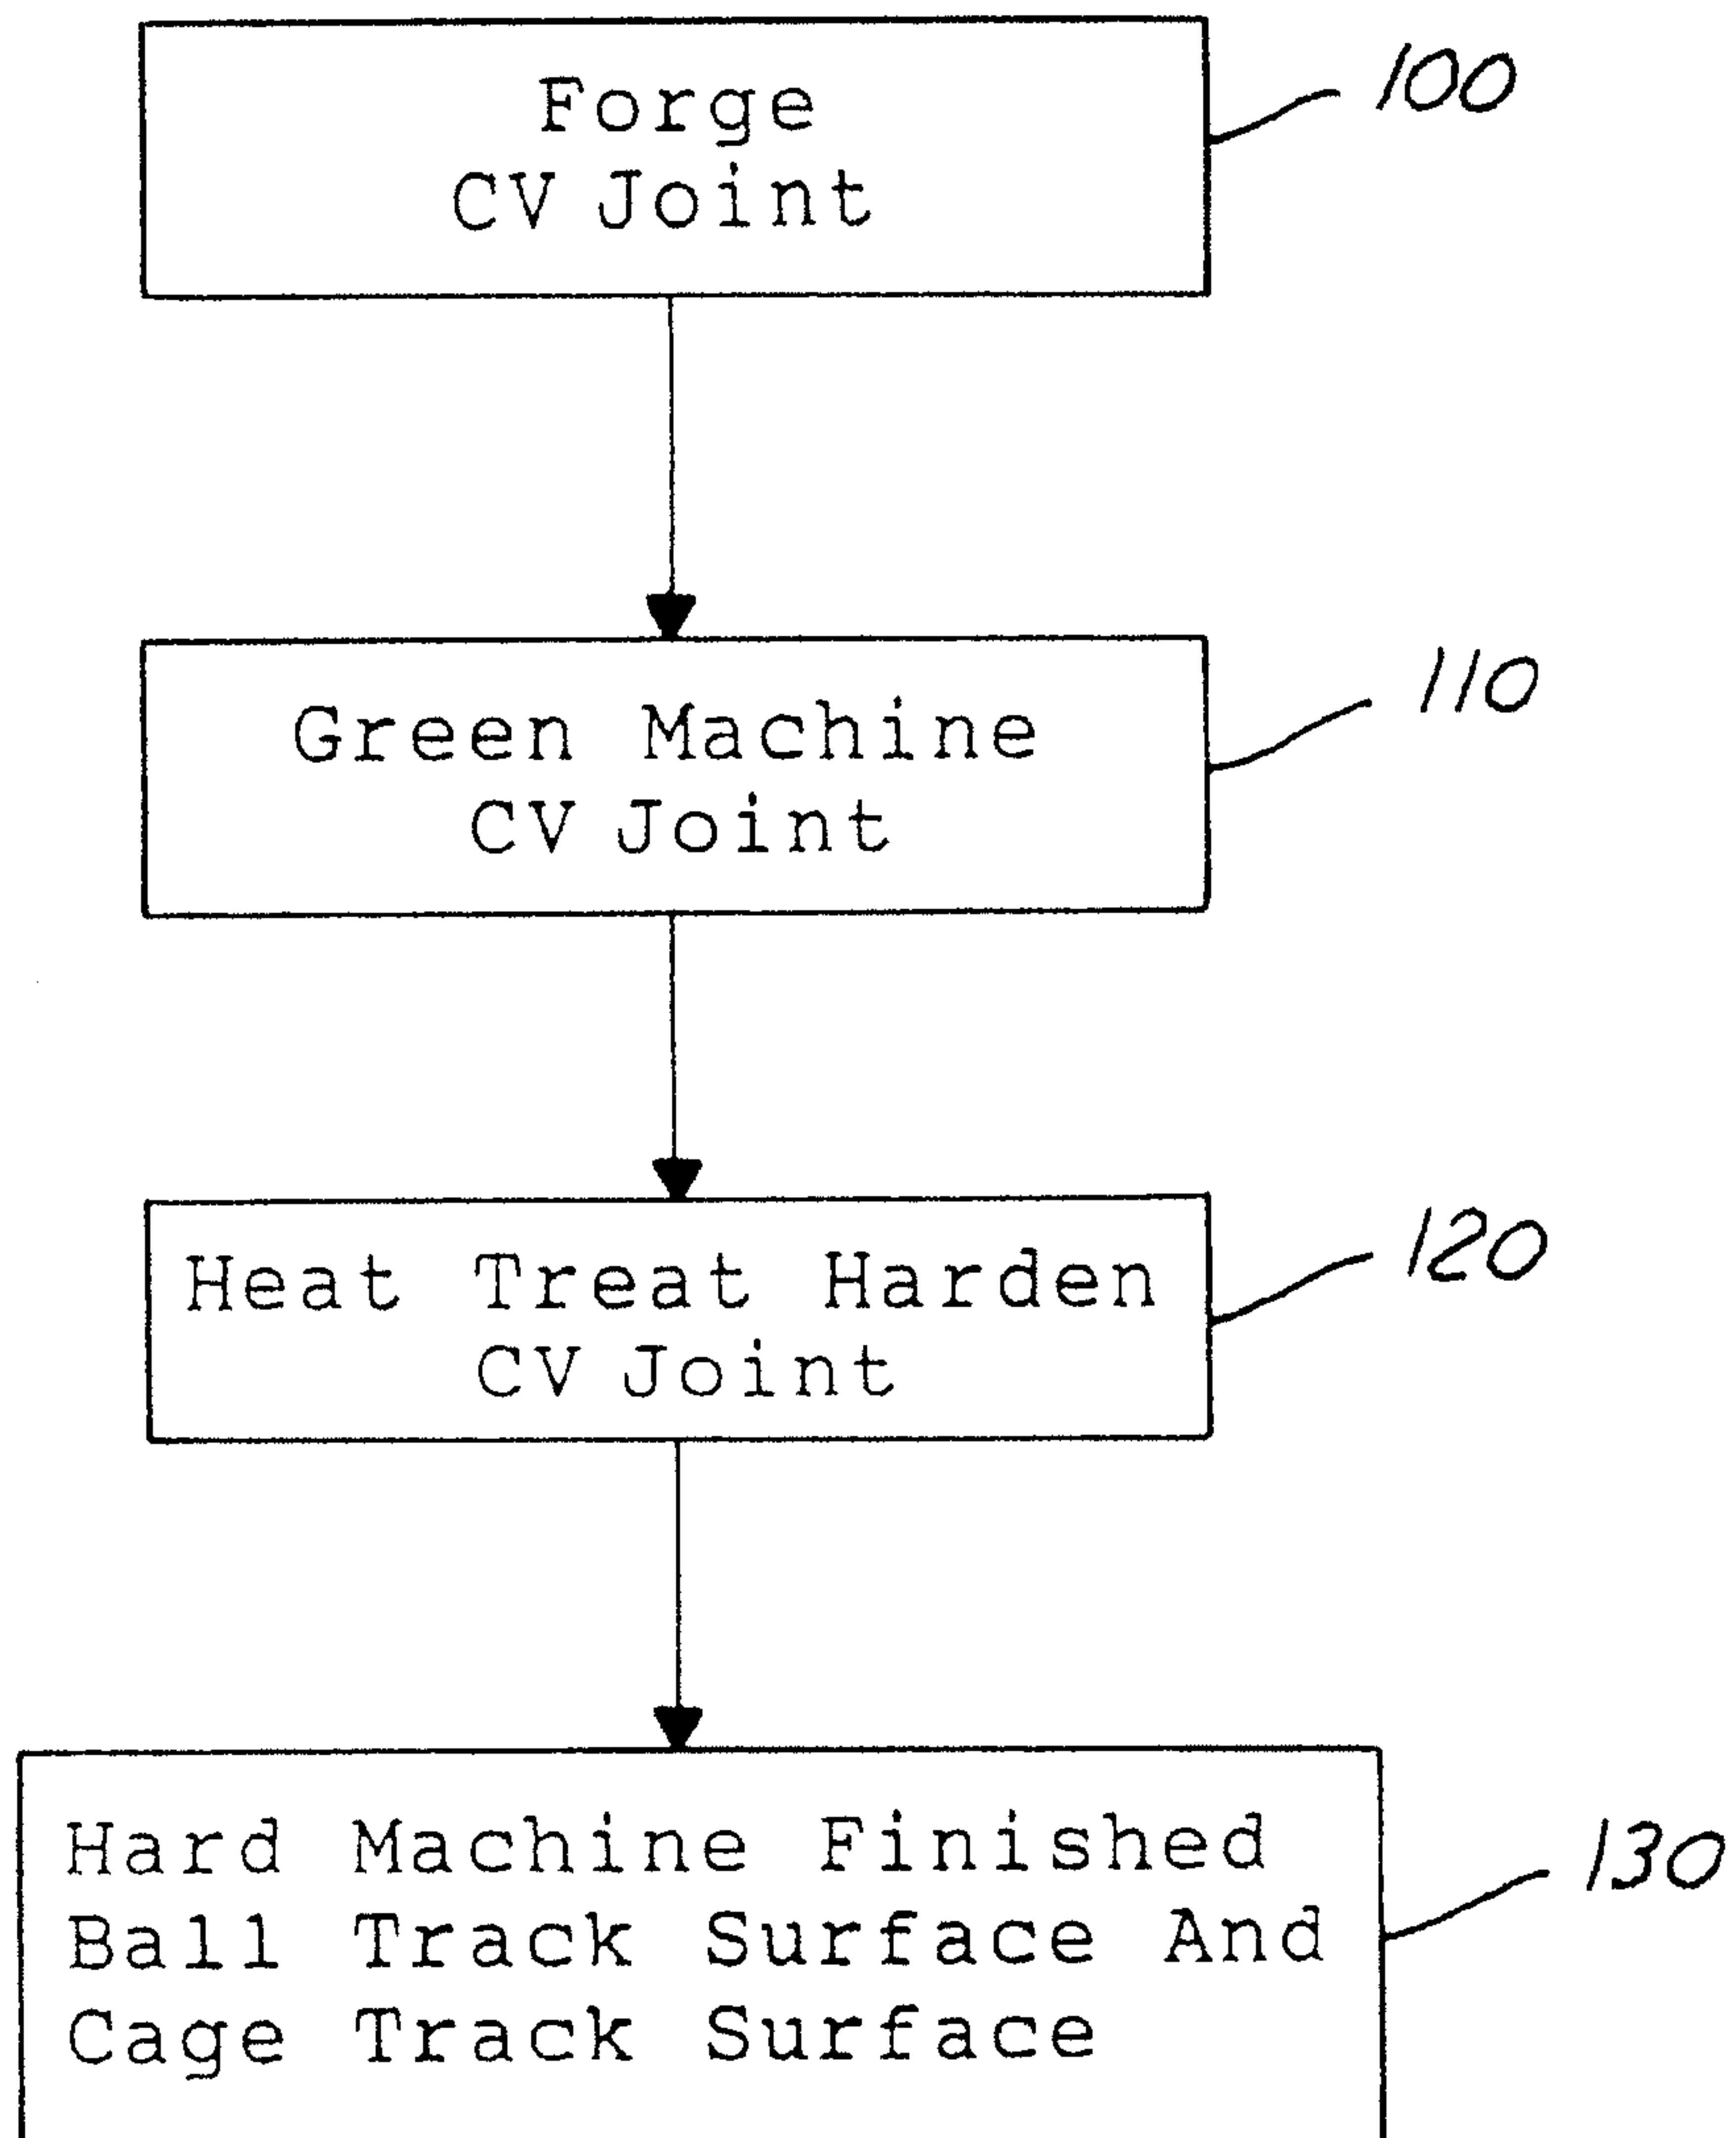 Forge
CV Joint
100
Green Machine
CV Joint
110
Heat Treat Harden
CV Joint
120
Hard Machine Finished
Ball Track Surface And
Cage Track Surface
130